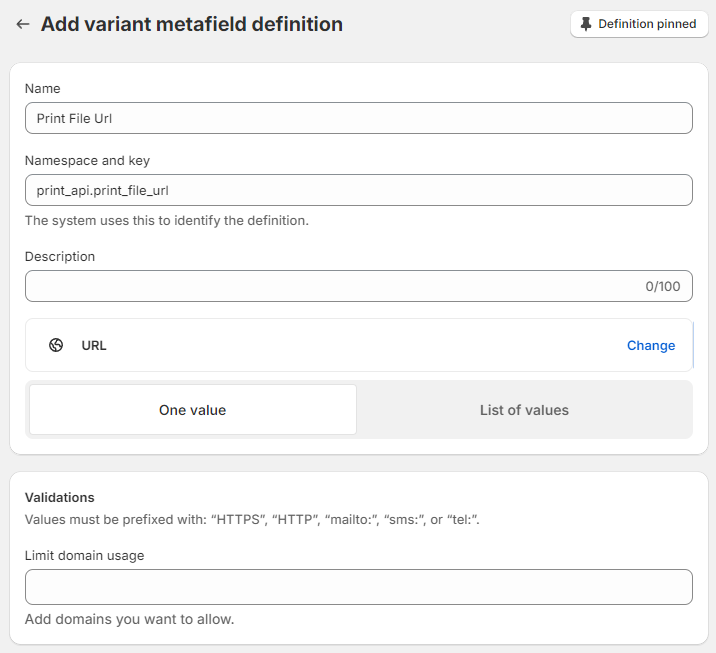 Add variant metafield definition
Definition pinned
Name
Print File Url
Namespace and key
print_api.print_file_url
The system uses this to identify the definition.
Description
0/100
URL
Change
One value
List of values
Validations
Values must be prefixed with: “HTTPS”, “HTTP”, “mailto:”, “sms:”, or “tel:”.
Limit domain usage
Add domains you want to allow.